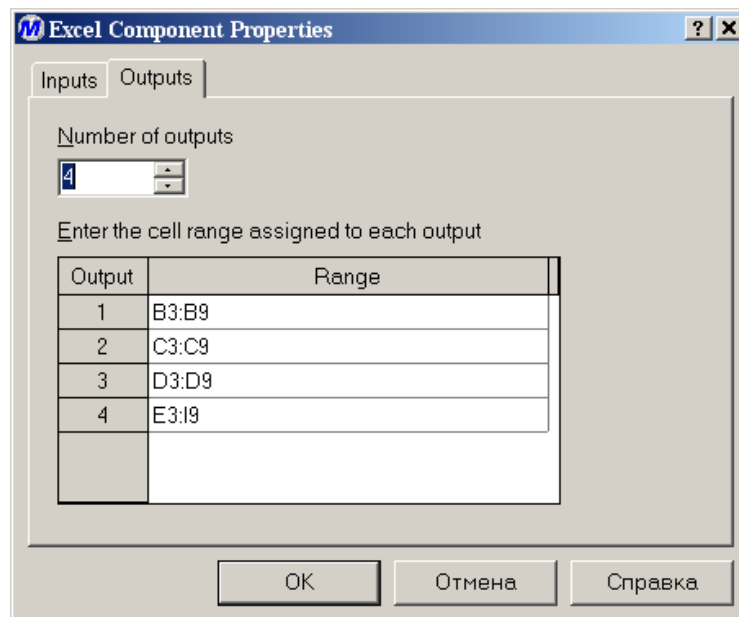 Excel Component Properties
Inputs
Outputs
Number of outputs
4
Enter the cell range assigned to each output
Output Range
1 B3:B9
2 C3:C9
3 D3:D9
4 E3:I9
OK Отмена Справка